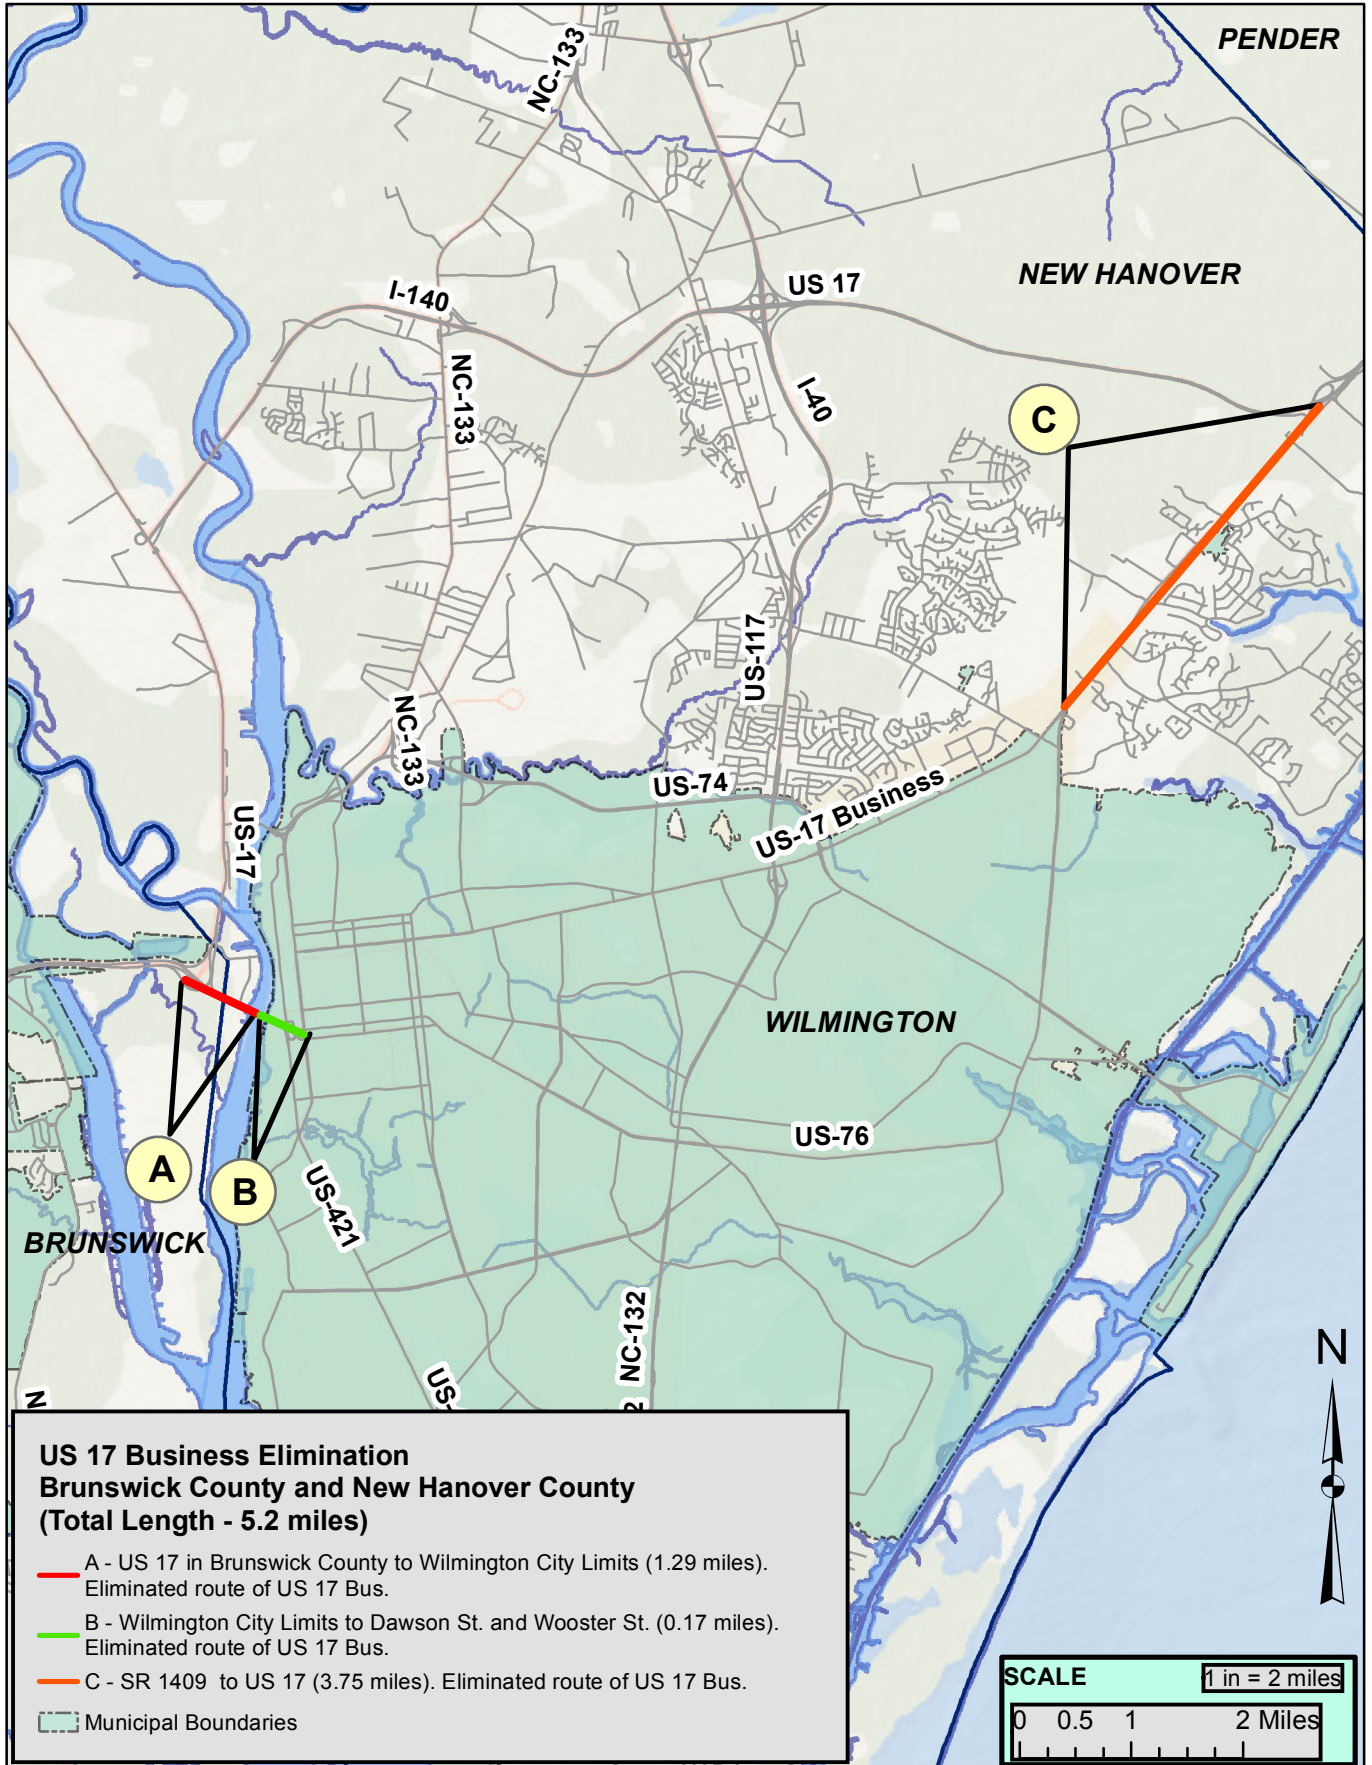 PENDER
NC-133
NEW HANOVER
US 17
I-140
NC-133
I-40
C
US-117
NC-133
US-74
US-17 Business
US-17
WILMINGTON
US-76
A
B
US-421
BRUNSWICK
NC-132
US-
2
N
N
US 17 Business Elimination
Brunswick County and New Hanover County
(Total Length - 5.2 miles)
A - US 17 in Brunswick County to Wilmington City Limits (1.29 miles).
Eliminated route of US 17 Bus.
B - Wilmington City Limits to Dawson St. and Wooster St. (0.17 miles).
Eliminated route of US 17 Bus.
C - SR 1409 to US 17 (3.75 miles). Eliminated route of US 17 Bus.
Municipal Boundaries
SCALE
1 in = 2 miles
0 0.5 1 2 Miles